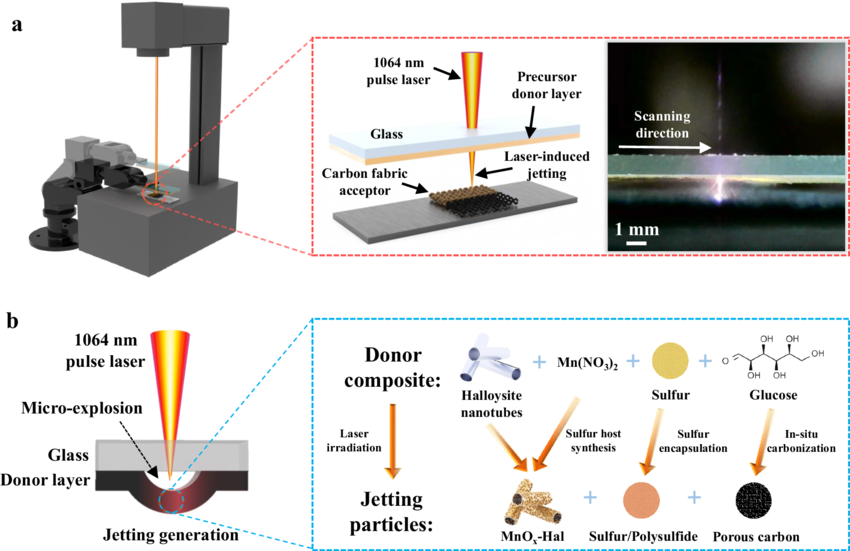 a
1064 nm
pulse laser
Precursor
donor layer
Glass
Laser-induced
jetting
Carbon fabric
acceptor
Scanning
direction
1 mm
b
1064 nm
pulse laser
Micro-explosion
Glass
Donor layer
Jetting generation
Donor
composite:
Halloysite
nanotubes
+
Mn(NO₃)₂
+
Sulfur
+
O
OH
OH
OH
OH
OH
Glucose
Laser
irradiation
Sulfur host
synthesis
Sulfur
encapsulation
In-situ
carbonization
Jetting
particles:
MnOₓ-Hal
+
Sulfur/Polysulfide
+
Porous carbon